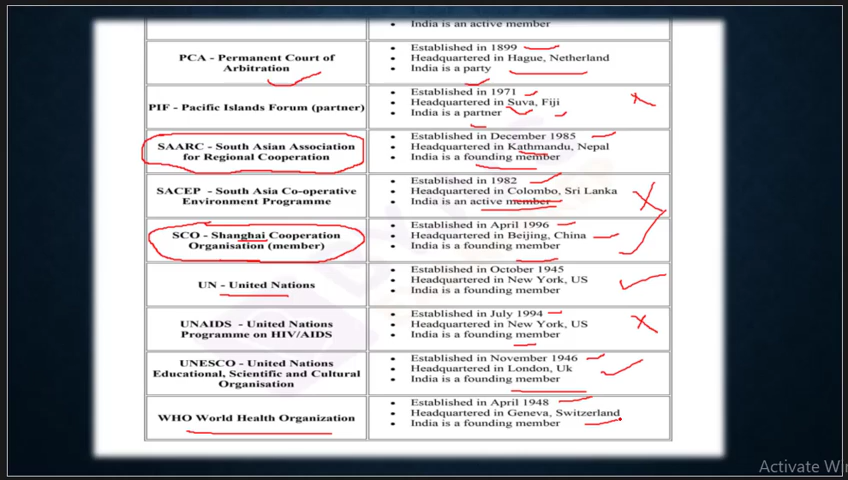 India is an active member
PCA - Permanent Court of
Arbitration
• Established in 1899
• Headquartered in Hague, Netherland
• India is a party
PIF - Pacific Islands Forum (partner)
• Established in 1971
• Headquartered in Suva, Fiji
• India is a partner
SAARC - South Asian Association
for Regional Cooperation
• Established in December 1985
• Headquartered in Kathmandu, Nepal
• India is a founding member
SACEP - South Asia Co-operative
Environment Programme
• Established in 1982
• Headquartered in Colombo, Sri Lanka
• India is an active member
SCO - Shanghai Cooperation
Organisation (member)
• Established in April 1996
• Headquartered in Beijing, China
• India is a founding member
UN - United Nations
• Established in October 1945
• Headquartered in New York, US
• India is a founding member
UNAIDS - United Nations
Programme on HIV/AIDS
• Established in July 1994
• Headquartered in New York, US
• India is a founding member
UNESCO - United Nations
Educational, Scientific and Cultural
Organisation
• Established in November 1946
• Headquartered in London, Uk
• India is a founding member
WHO World Health Organization
• Established in April 1948
• Headquartered in Geneva, Switzerland
• India is a founding member
Activate Wi